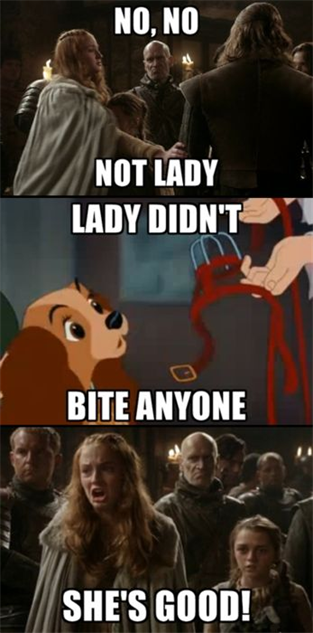 NO, NO
NOT LADY
LADY DIDN'T
BITE ANYONE
SHE'S GOOD!